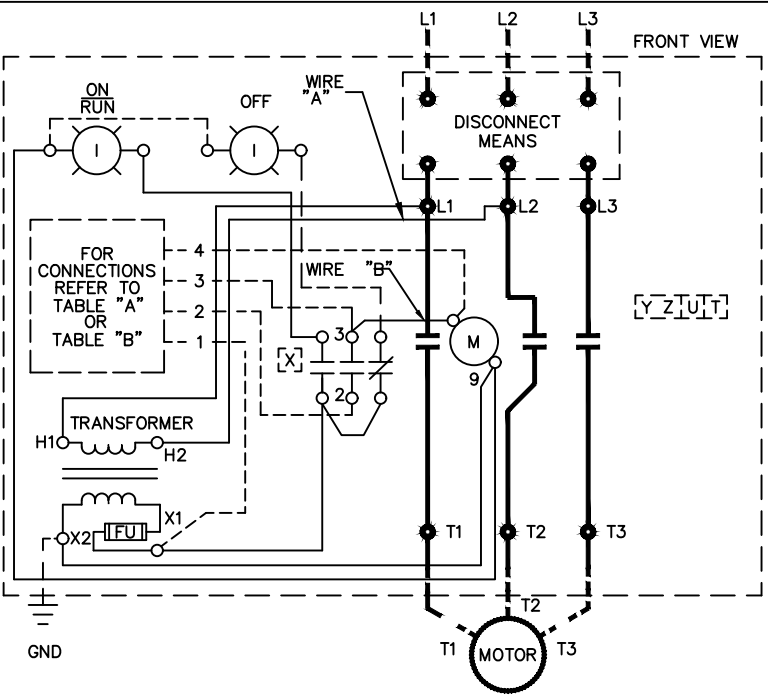 L1 L2 L3
FRONT VIEW
ON
RUN
OFF
WIRE
"A"
DISCONNECT
MEANS
I
I
L1 L2 L3
FOR
CONNECTIONS
REFER TO
TABLE "A"
OR
TABLE "B"
4
3
2
1
WIRE "B"
Y Z U T
X
3
2
M
9
TRANSFORMER
H1
H2
X1
X2
FU
T1 T2 T3
GND
T2
T1
MOTOR
T3